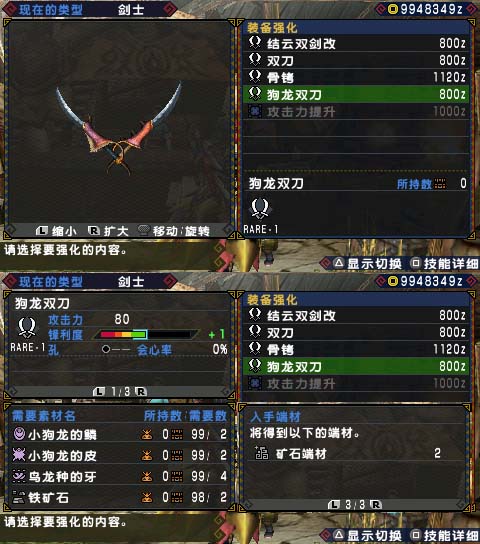 现在的类型 剑士
9948349z
装备强化
结云双剑改 800z
双刀 800z
骨镥 1120z
狗龙双刀 800z
攻击力提升 1000z
狗龙双刀 所持数 0
RARE-1
L 缩小 R 扩大 移动:旋转
请选择要强化的内容。
△显示切换 □技能详细
现在的类型 剑士
9948349z
狗龙双刀
RARE-1
攻击力 80
锋利度 +1
孔 ●—— 会心率 0%
L 1/3 R
装备强化
结云双剑改 800z
双刀 800z
骨镥 1120z
狗龙双刀 800z
攻击力提升 1000z
需要素材名 所持数:需要数
小狗龙的鳞 0 99/ 2
小狗龙的皮 0 99/ 2
鸟龙种的牙 0 99/ 2
铁矿石 0 98/ 2
入手端材
将得到以下的端材。
矿石端材 2
L 3/3 R
请选择要强化的内容。
△显示切换 □技能详细